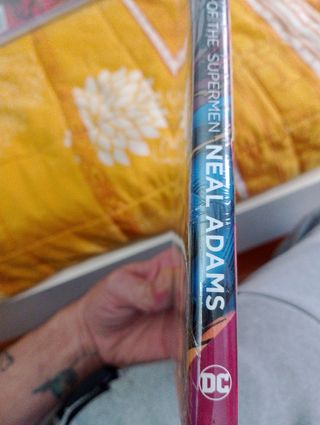 OF THE SUPERMEN NEAL ADAMS
DC